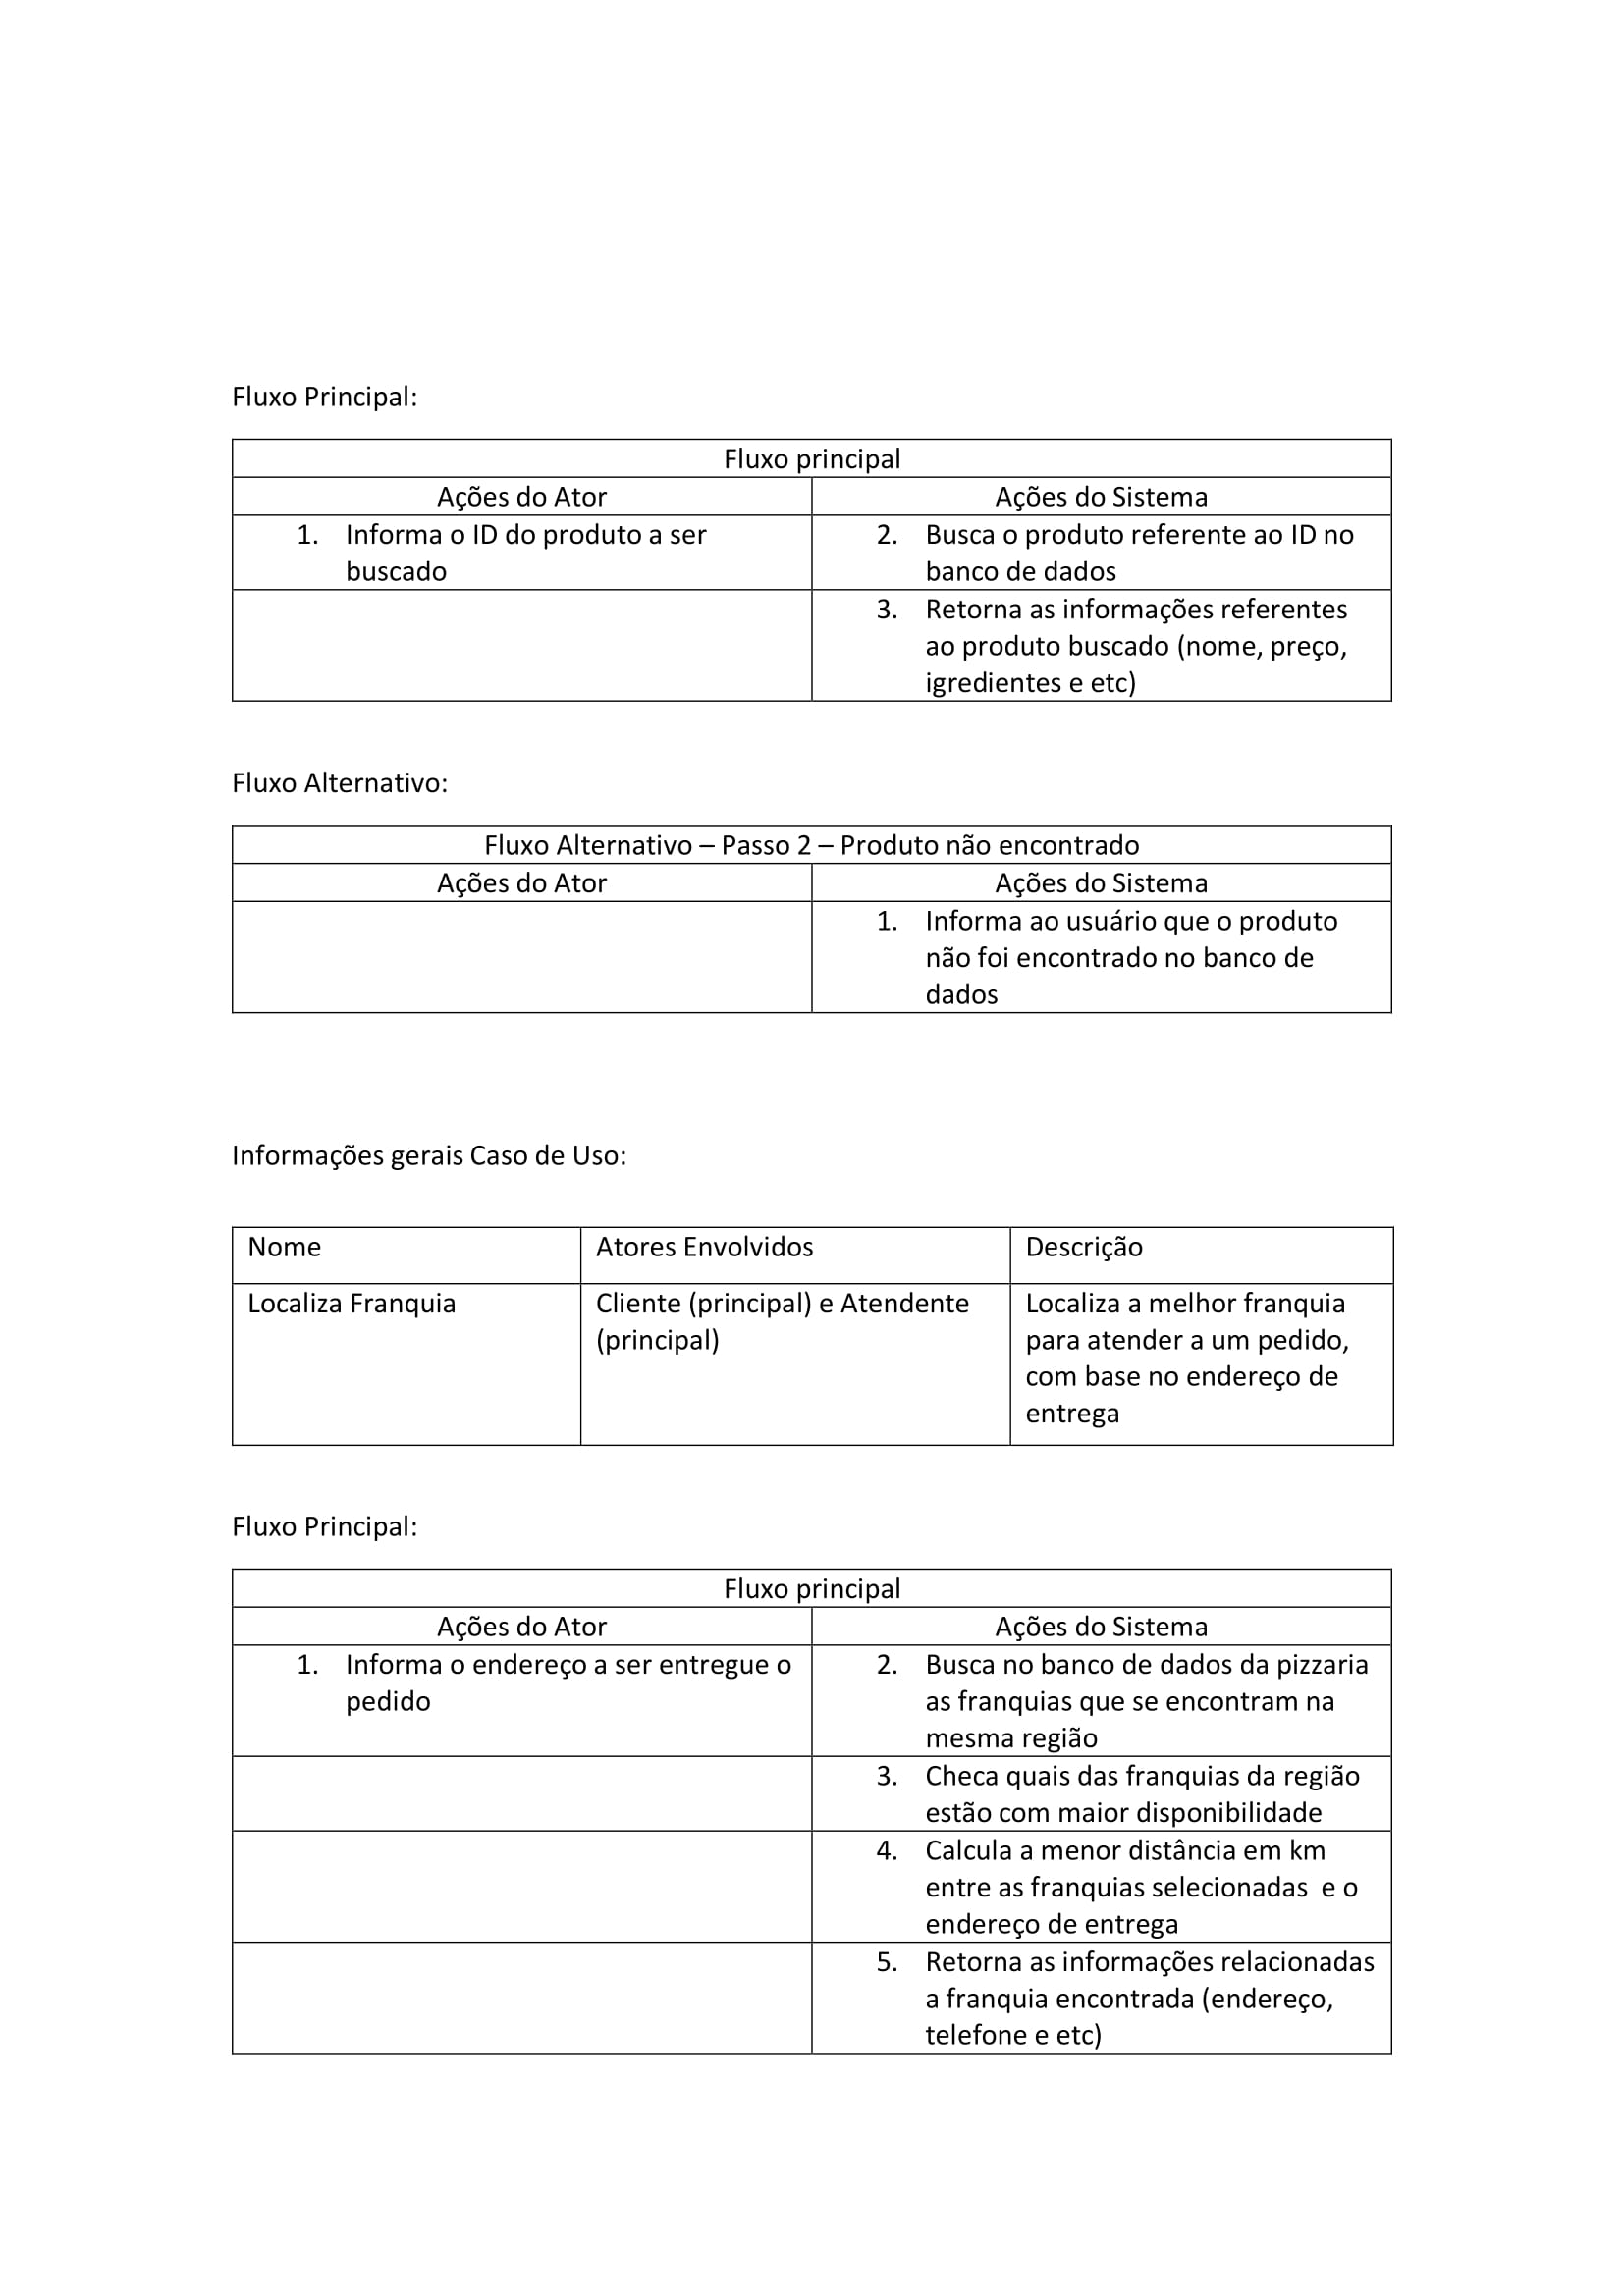 Fluxo Principal:
Fluxo principal
Ações do Ator
Ações do Sistema
1. Informa o ID do produto a ser
buscado
2. Busca o produto referente ao ID no
banco de dados
3. Retorna as informações referentes
ao produto buscado (nome, preço,
igredientes e etc)
Fluxo Alternativo:
Fluxo Alternativo – Passo 2 – Produto não encontrado
Ações do Ator
Ações do Sistema
1. Informa ao usuário que o produto
não foi encontrado no banco de
dados
Informações gerais Caso de Uso:
Nome
Atores Envolvidos
Descrição
Localiza Franquia
Cliente (principal) e Atendente
(principal)
Localiza a melhor franquia
para atender a um pedido,
com base no endereço de
entrega
Fluxo Principal:
Fluxo principal
Ações do Ator
Ações do Sistema
1. Informa o endereço a ser entregue o
pedido
2. Busca no banco de dados da pizzaria
as franquias que se encontram na
mesma região
3. Checa quais das franquias da região
estão com maior disponibilidade
4. Calcula a menor distância em km
entre as franquias selecionadas  e o
endereço de entrega
5. Retorna as informações relacionadas
a franquia encontrada (endereço,
telefone e etc)